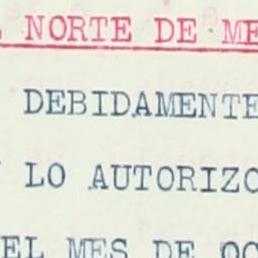 NORTE DE ME
DEBIDAMENTE
LO AUTORIZO
EL MES DE OC